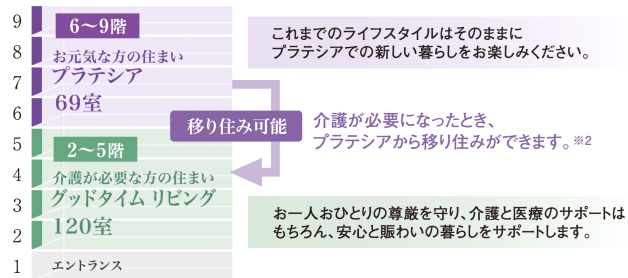 9
8
7
6
5
4
3
2
1
6～9階
お元気な方の住まい
プラテシア
69室
2～5階
介護が必要な方の住まい
グッドタイム リビング
120室
エントランス
これまでのライフスタイルはそのままに
プラテシアでの新しい暮らしをお楽しみください。
移り住み可能
介護が必要になったとき、
プラテシアから移り住みができます。※2
お一人おひとりの尊厳を守り、介護と医療のサポートは
もちろん、安心と賑わいの暮らしをサポートします。